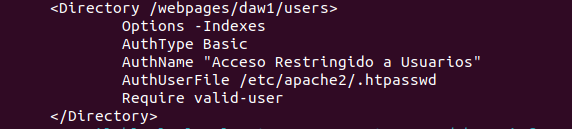 <Directory /webpages/daw1/users>
Options -Indexes
AuthType Basic
AuthName "Acceso Restringido a Usuarios"
AuthUserFile /etc/apache2/.htpasswd
Require valid-user
</Directory>